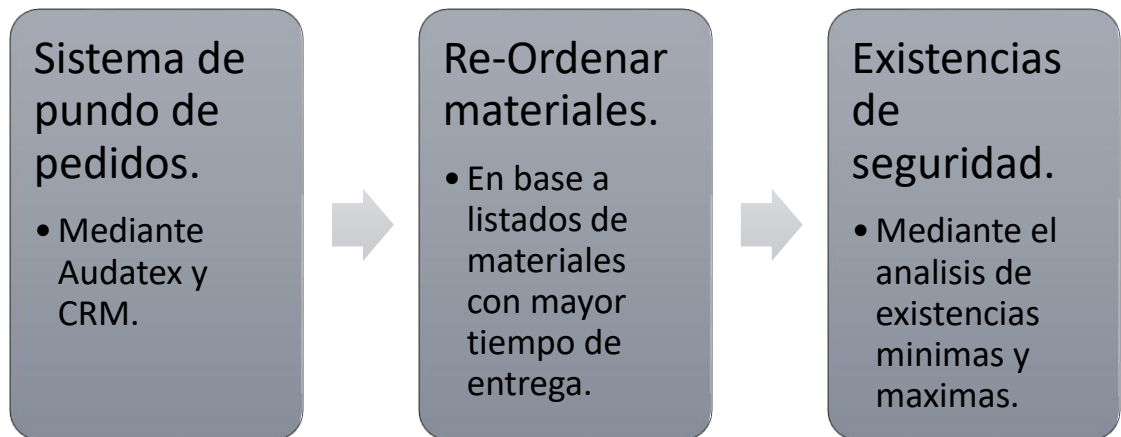 Sistema de
pundo de
pedidos.
• Mediante
Audatex y
CRM.
Re-Ordenar
materiales.
• En base a
listados de
materiales
con mayor
tiempo de
entrega.
Existencias
de
seguridad.
• Mediante el
analisis de
existencias
minimas y
maximas.